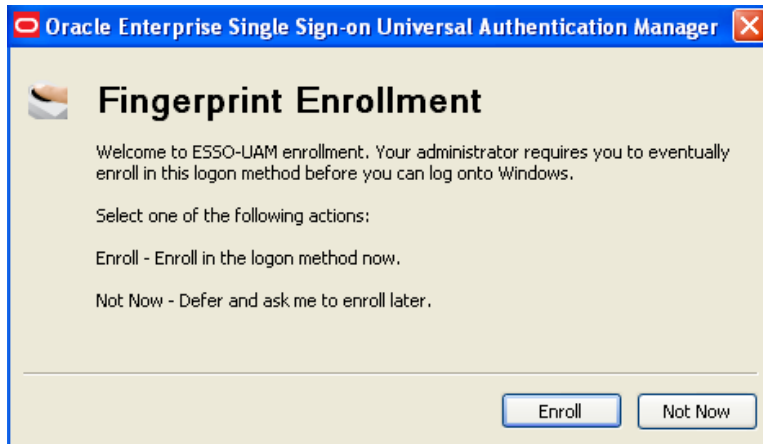 Oracle Enterprise Single Sign-on Universal Authentication Manager
Fingerprint Enrollment
Welcome to ESSO-UAM enrollment. Your administrator requires you to eventually
enroll in this logon method before you can log onto Windows.
Select one of the following actions:
Enroll - Enroll in the logon method now.
Not Now - Defer and ask me to enroll later.
Enroll
Not Now